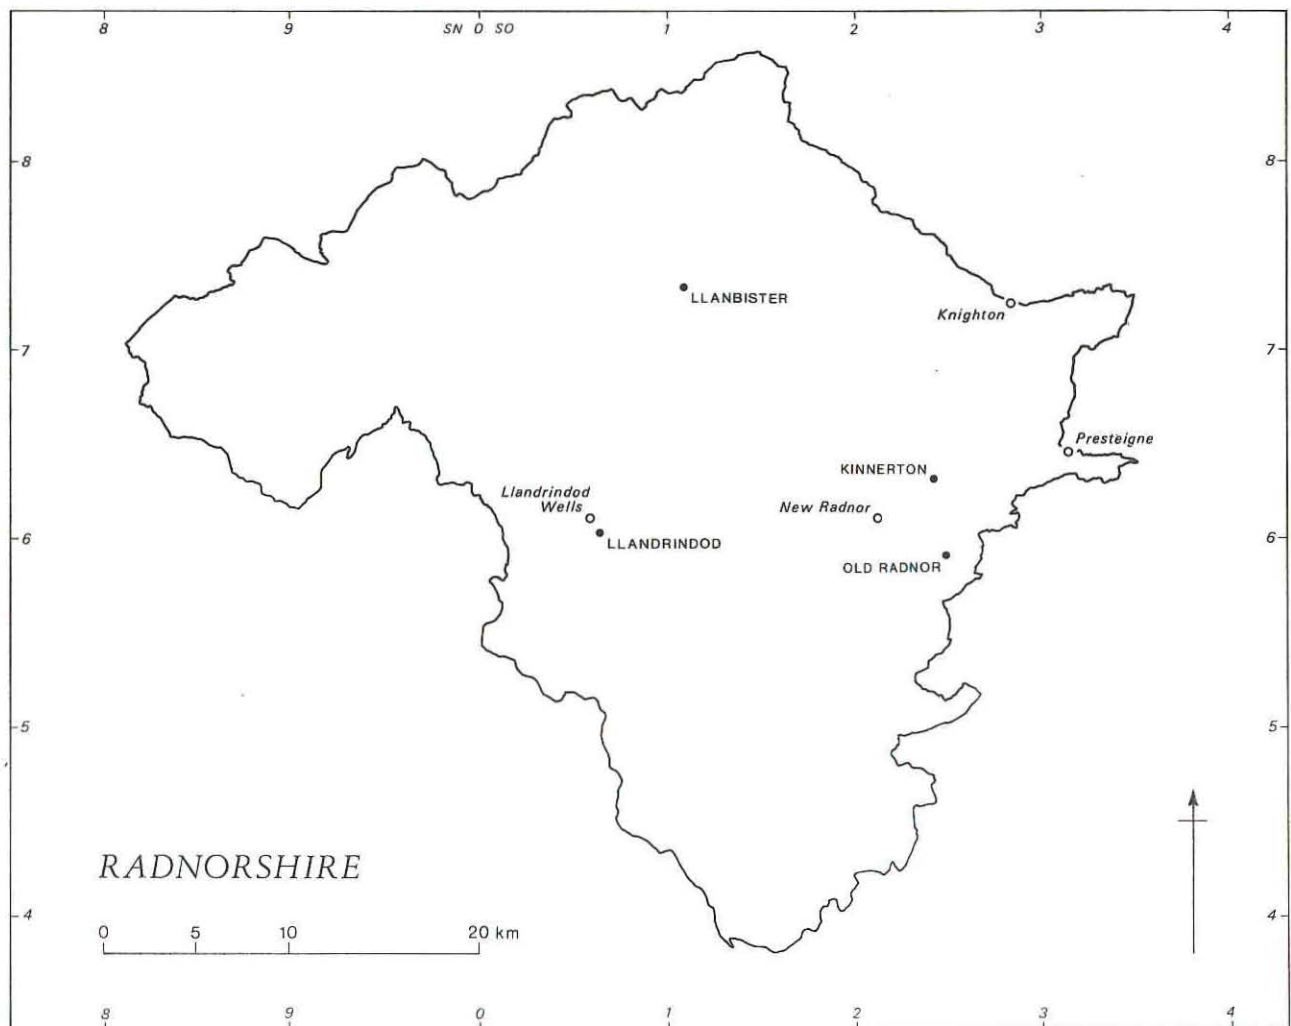 8 9 SN 0 SO 1 2 3 4
8 8
LLANBISTER
Knighton
7 7
Presteigne
KINNERTON
Llandrindod
Wells
New Radnor
6 6
LLANDRINDOD
OLD RADNOR
5 5
RADNORSHIRE
4 4
0 5 10 20 km
8 9 0 1 2 3 4